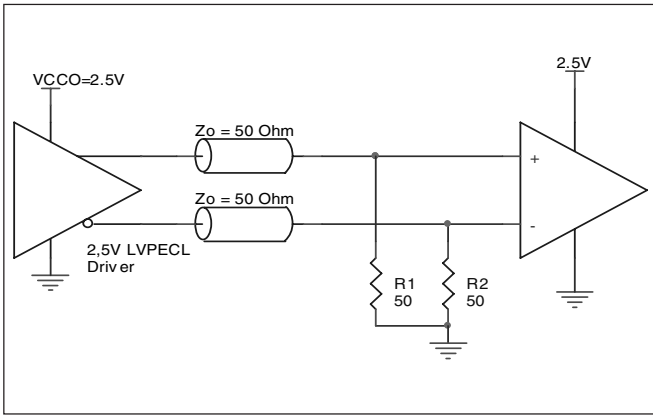 VCCO=2.5V
2.5V
Zo = 50 Ohm
+
Zo = 50 Ohm
-
2,5V LVPECL
Driver
R1
50
R2
50